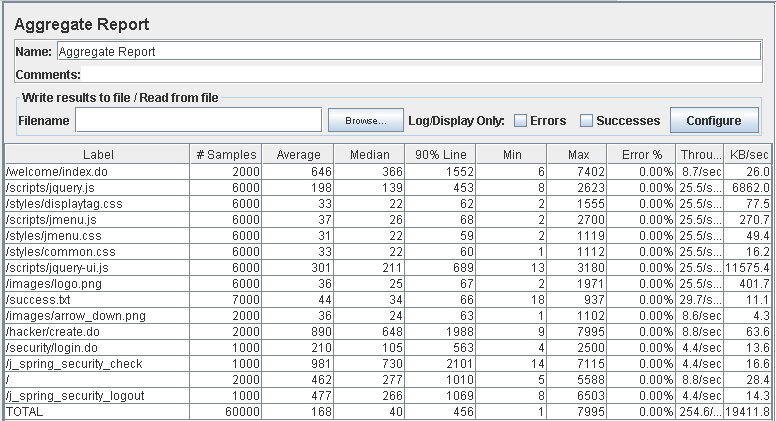 Aggregate Report
Name: Aggregate Report
Comments:
Write results to file / Read from file
Filename Browse... Log/Display Only: Errors Successes Configure
Label # Samples Average Median 90% Line Min Max Error % Throu... KB/sec
/welcome/index.do 2000 646 366 1552 6 7402 0.00% 8.7/sec 26.0
/scripts/jquery.js 6000 198 139 453 8 2623 0.00% 25.5/s... 6862.0
/styles/displaytag.css 6000 33 22 62 2 1555 0.00% 25.5/s... 77.5
/scripts/jmenu.js 6000 37 26 68 2 2700 0.00% 25.5/s... 270.7
/styles/jmenu.css 6000 31 22 59 2 1119 0.00% 25.5/s... 49.4
/styles/common.css 6000 33 22 60 1 1112 0.00% 25.5/s... 16.2
/scripts/jquery-ui.js 6000 301 211 689 13 3180 0.00% 25.5/s... 11575.4
/images/logo.png 6000 36 25 67 2 1971 0.00% 25.5/s... 401.7
/success.txt 7000 44 34 66 18 937 0.00% 29.7/s... 11.1
/images/arrow_down.png 2000 36 24 63 1 1102 0.00% 8.6/sec 4.3
/hacker/create.do 2000 890 648 1988 9 7995 0.00% 8.8/sec 63.6
/security/login.do 1000 210 105 563 4 2500 0.00% 4.4/sec 13.6
/j_spring_security_check 1000 981 730 2101 14 7115 0.00% 4.4/sec 16.6
/ 2000 462 277 1010 5 5588 0.00% 8.8/sec 28.4
/j_spring_security_logout 1000 477 266 1069 8 6503 0.00% 4.4/sec 14.3
TOTAL 60000 168 40 456 1 7995 0.00% 254.6/... 19411.8